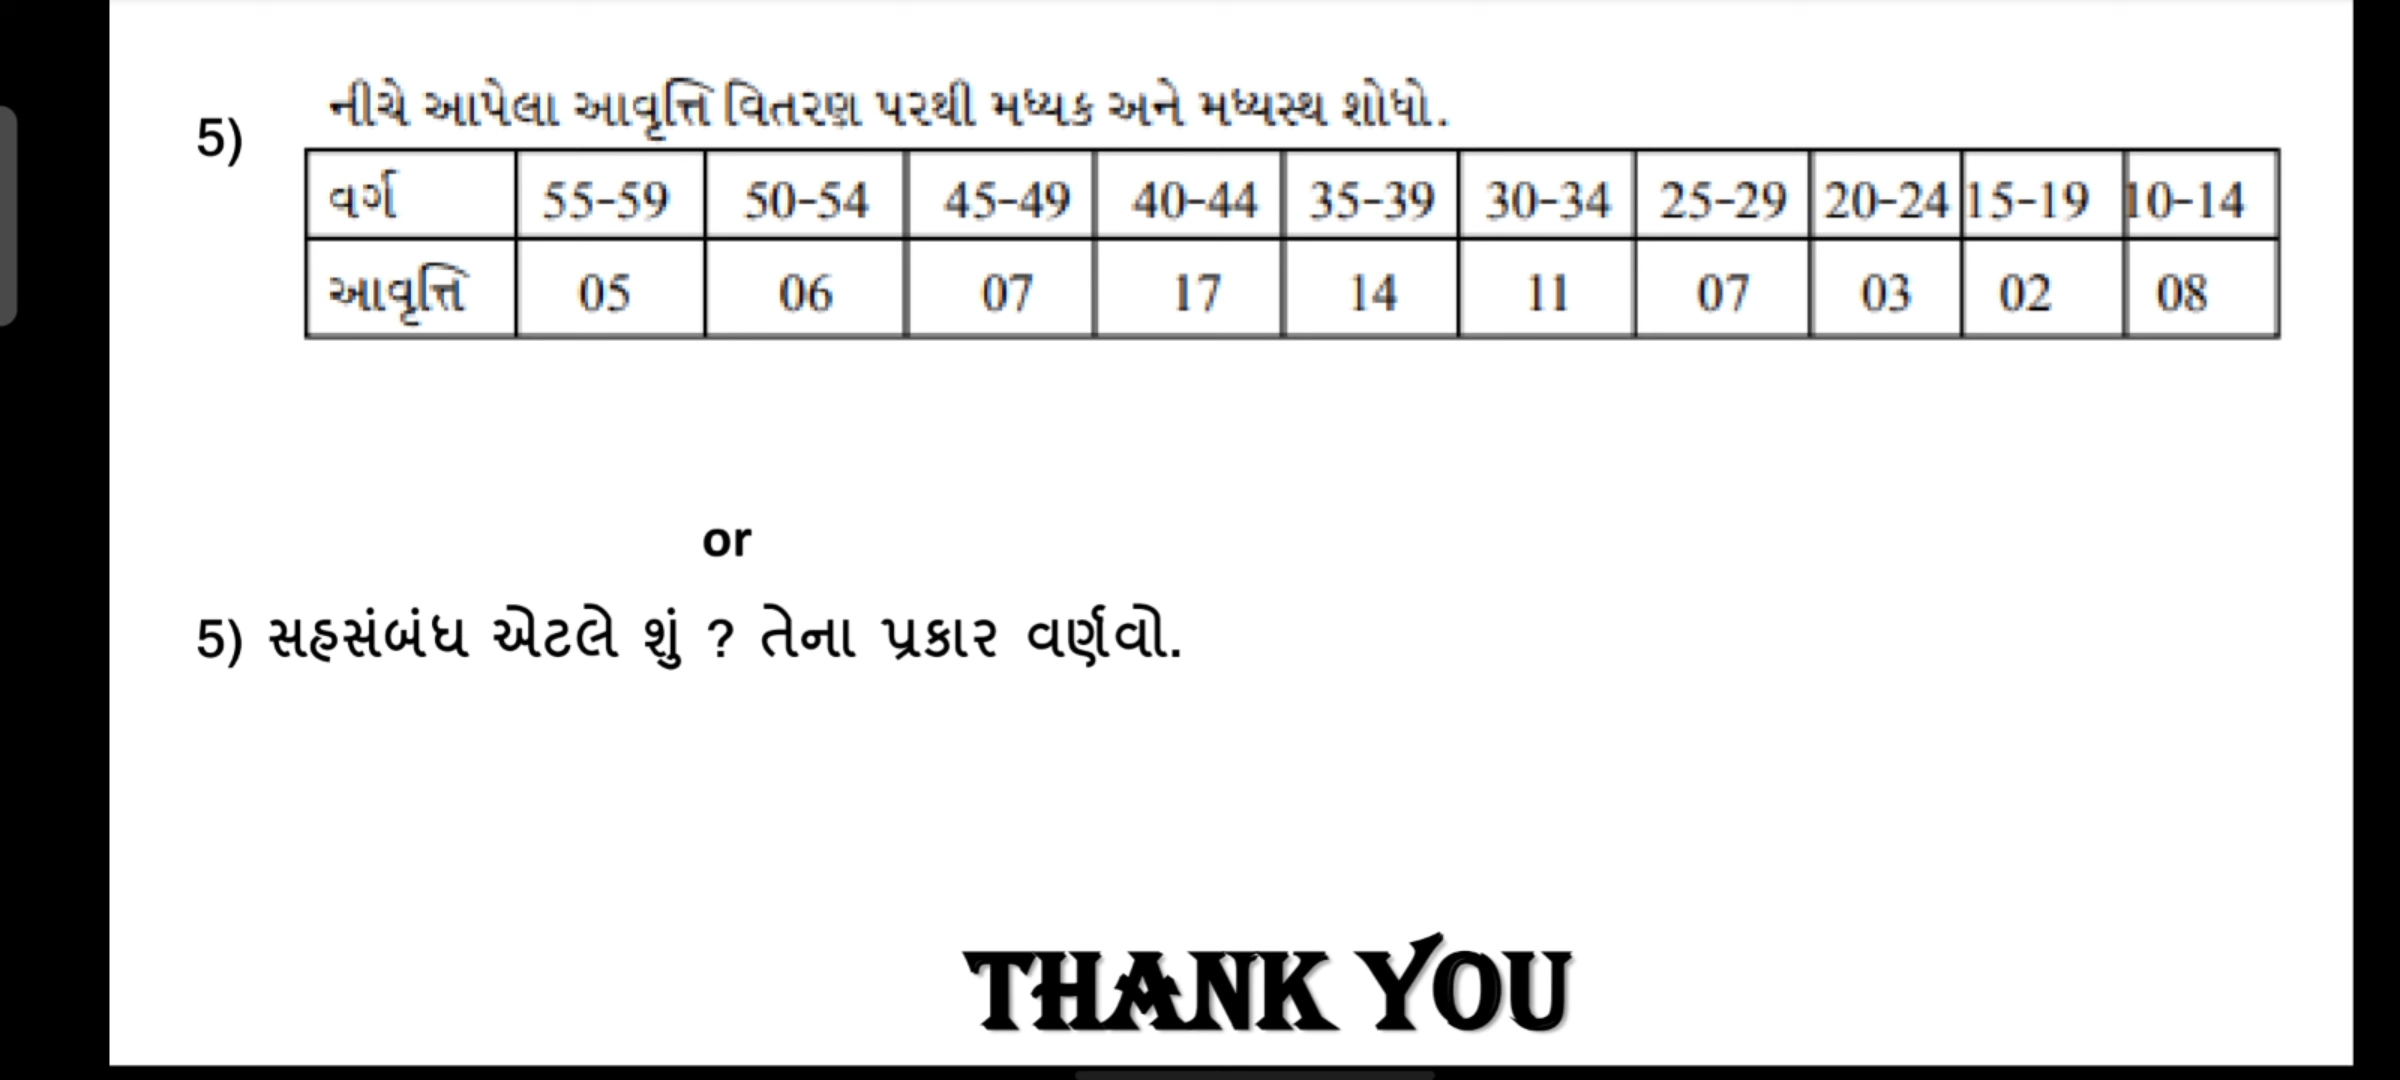 નીચે આપેલા આવૃત્તિ વિતરણ પરથી મધ્યક અને મધ્યસ્થ શોધો.
5)
વર્ગ 55-59 50-54 45-49 40-44 35-39 30-34 25-29 20-24 15-19 10-14
આવૃત્તિ 05 06 07 17 14 11 07 03 02 08
or
5) સહસંબંધ એટલે શું ? તેના પ્રકાર વર્ણવો.
THANK YOU